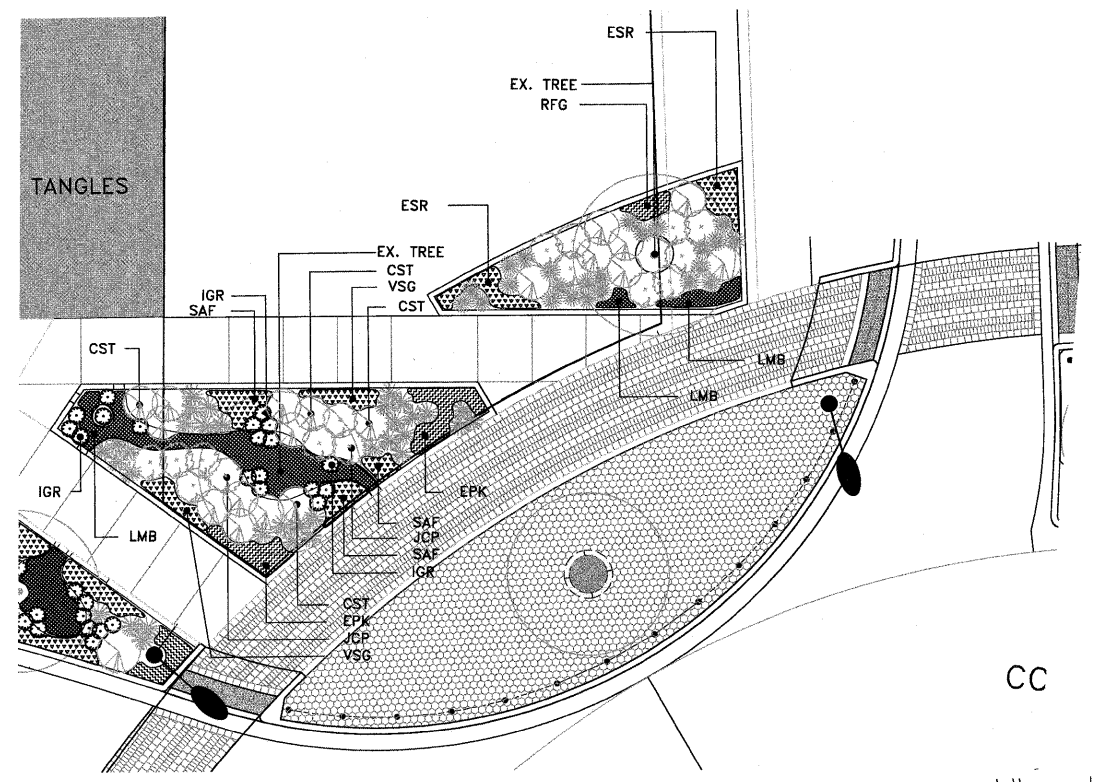 ESR
EX. TREE
RFG
TANGLES
ESR
EX. TREE
CST
IGR
VSG
SAF
CST
CST
LMB
LMB
IGR
EPK
LMB
SAF
JCP
SAF
IGR
CST
EPK
JCP
VSG
CC